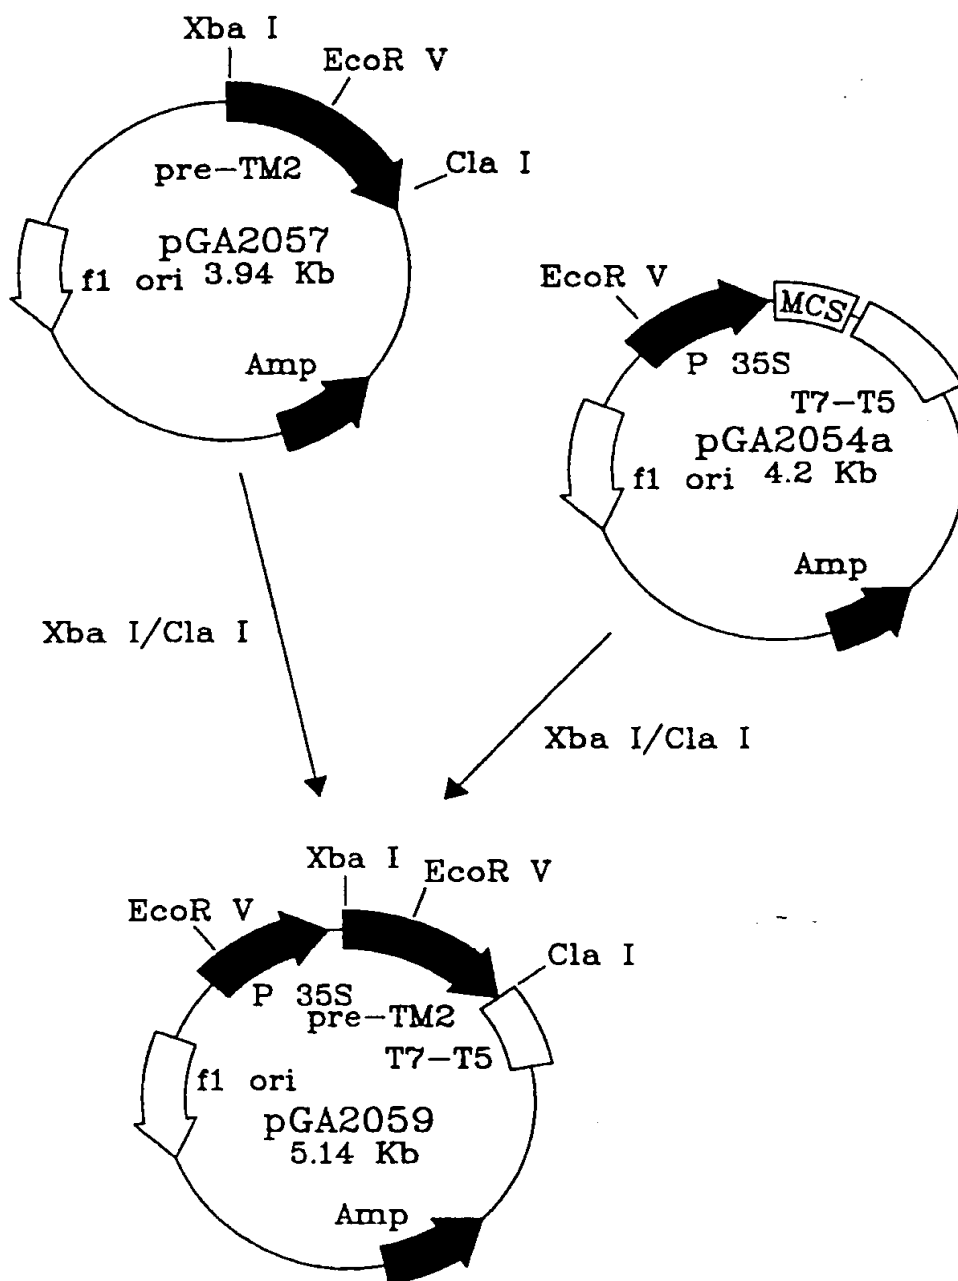 Xba I
EcoR V
Cla I
pre-TM2
pGA2057
f1 ori 3.94 Kb
Amp
EcoR V
MCS
P 35S
T7-T5
pGA2054a
f1 ori 4.2 Kb
Amp
Xba I/Cla I
Xba I/Cla I
Xba I
EcoR V
EcoR V
Cla I
P 35S
pre-TM2
T7-T5
f1 ori
pGA2059
5.14 Kb
Amp